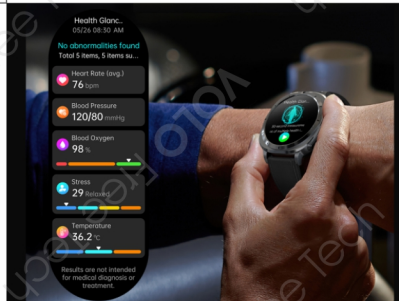 Health Glanc..
05/26 08:30 AM
No abnormalities found
Total 5 items, 5 items su...
Heart Rate (avg.)
76 bpm
Blood Pressure
120/80 mmHg
Blood Oxygen
98 %
Stress
29 Relaxed
Temperature
36.2 °C
Results are not intended
for medical diagnosis or
treatment.